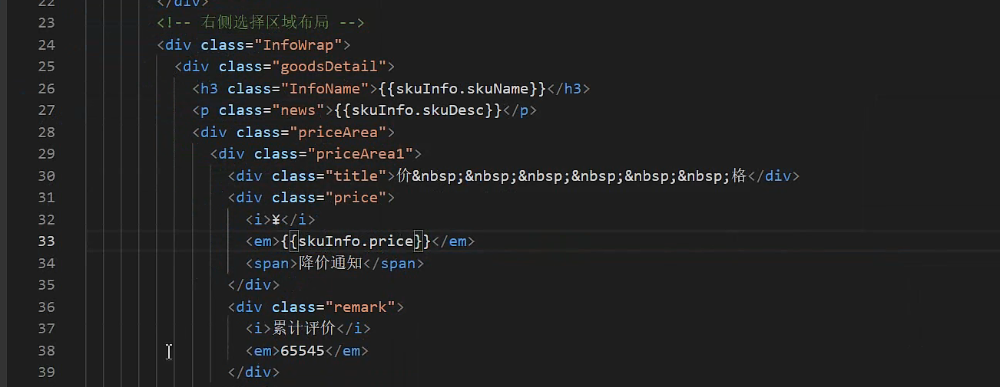 22 </div>
23 <!-- 右侧选择区域布局 -->
24 <div class="InfoWrap">
25 <div class="goodsDetail">
26 <h3 class="InfoName">{{skuInfo.skuName}}</h3>
27 <p class="news">{{skuInfo.skuDesc}}</p>
28 <div class="priceArea">
29 <div class="priceArea1">
30 <div class="title">价&nbsp;&nbsp;&nbsp;&nbsp;&nbsp;&nbsp;格</div>
31 <div class="price">
32 <i>¥</i>
33 <em>{{skuInfo.price}}</em>
34 <span>降价通知</span>
35 </div>
36 <div class="remark">
37 <i>累计评价</i>
38 <em>65545</em>
39 </div>